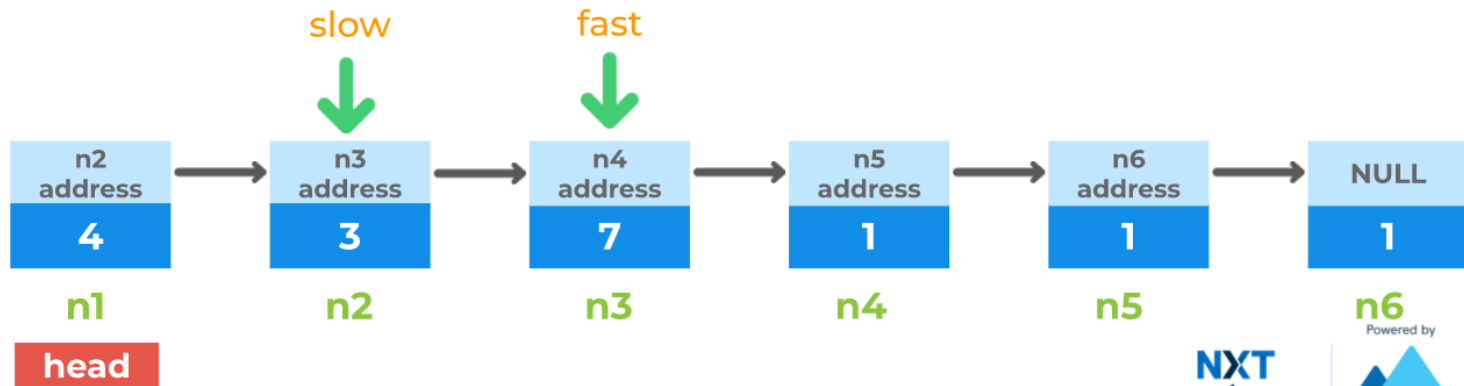 slow fast
n2 address
n3 address
n4 address
n5 address
n6 address
NULL
4 3 7 1 1 1
n1 n2 n3 n4 n5 n6
head
Powered by
NXT